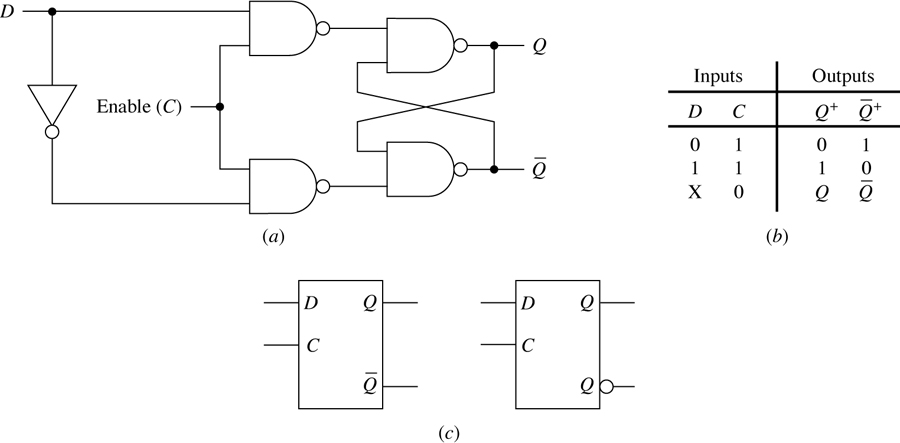 D
Q
Enable (C)
Q̅
(a)
Inputs Outputs
D C Q⁺ Q̅⁺
0 1 0 1
1 1 1 0
X 0 Q Q̅
(b)
D Q
C
Q̅
D Q
C
Q
(c)